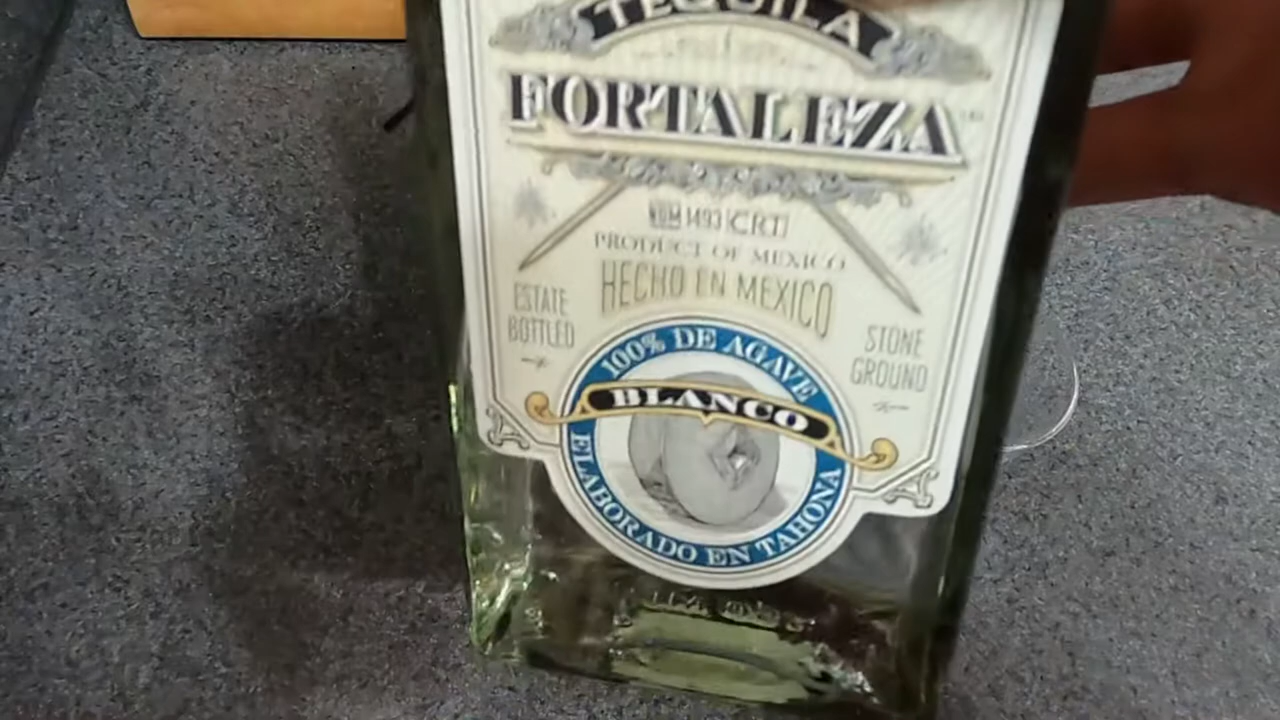 TEQUILA
FORTALEZA
NOM 1493 CRT
PRODUCT OF MEXICO
HECHO EN MEXICO
ESTATE
BOTTLED
STONE
GROUND
100% DE AGAVE
BLANCO
ELABORADO EN TAHONA